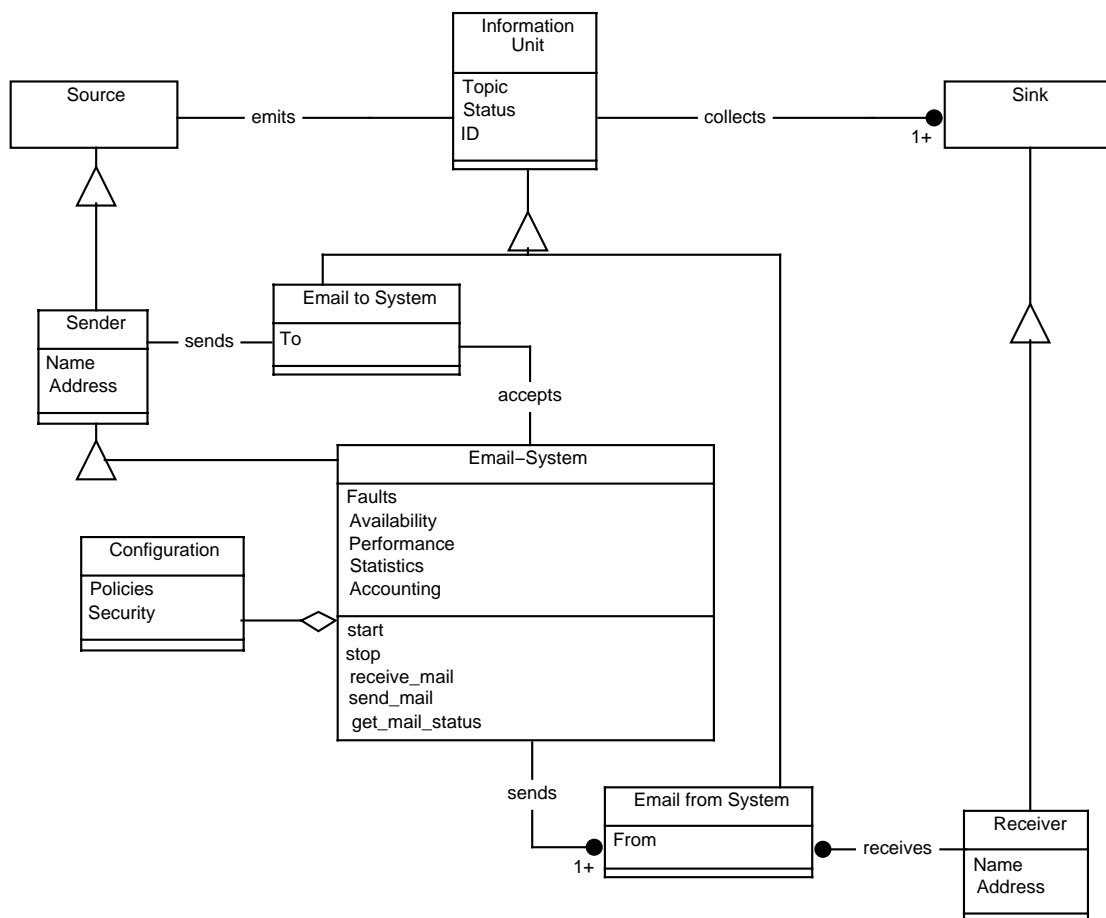 Information
Unit
Topic
Status
ID
Source
emits
collects
1+
Sink
Email to System
To
Sender
Name
Address
sends
accepts
Email–System
Faults
Availability
Performance
Statistics
Accounting
start
stop
receive_mail
send_mail
get_mail_status
Configuration
Policies
Security
sends
1+
Email from System
From
receives
Receiver
Name
Address